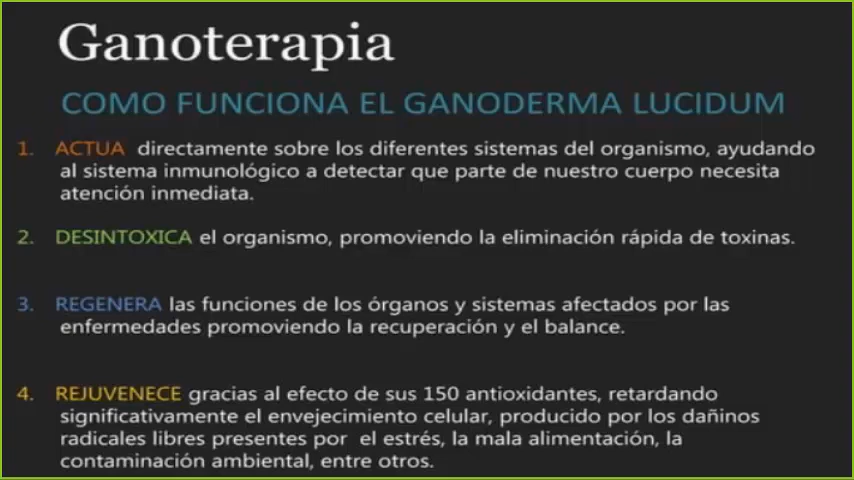 Ganoterapia
COMO FUNCIONA EL GANODERMA LUCIDUM
1. ACTUA directamente sobre los diferentes sistemas del organismo, ayudando
al sistema inmunológico a detectar que parte de nuestro cuerpo necesita
atención inmediata.
2. DESINTOXICA el organismo, promoviendo la eliminación rápida de toxinas.
3. REGENERA las funciones de los órganos y sistemas afectados por las
enfermedades promoviendo la recuperación y el balance.
4. REJUVENECE gracias al efecto de sus 150 antioxidantes, retardando
significativamente el envejecimiento celular, producido por los dañinos
radicales libres presentes por el estrés, la mala alimentación, la
contaminación ambiental, entre otros.